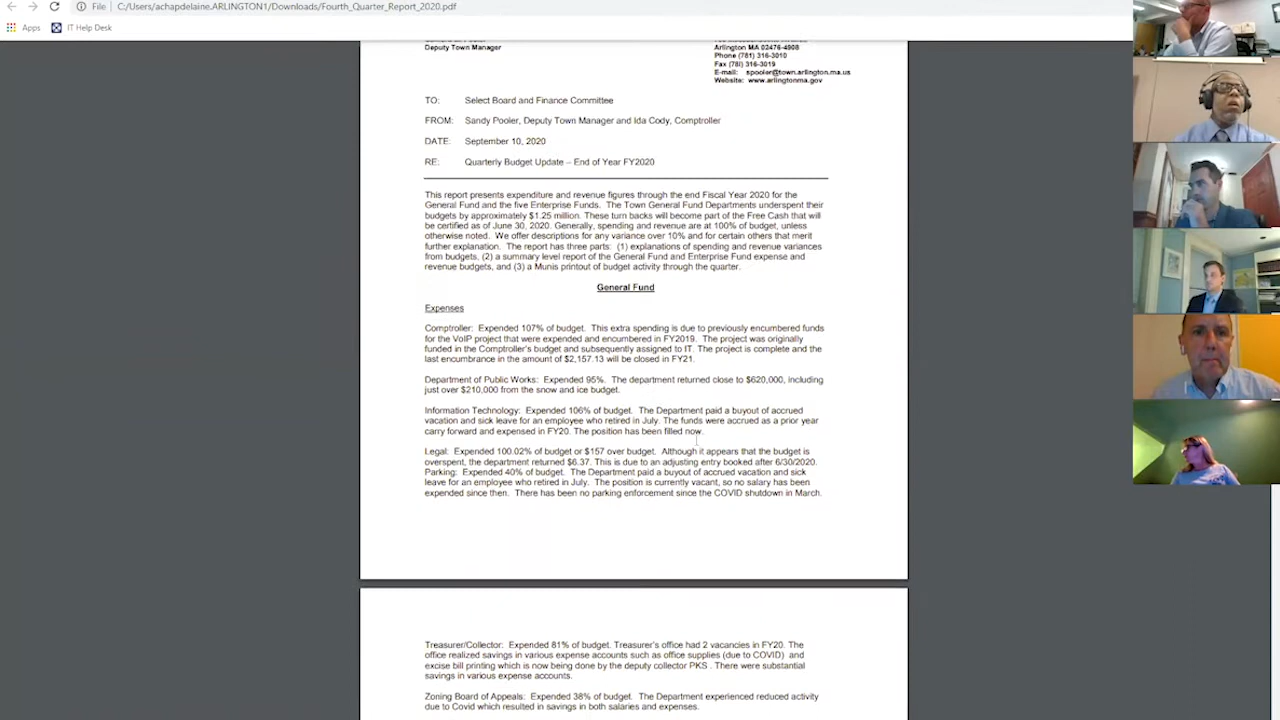 File
C:/Users/achapdelaine.ARLINGTON1/Downloads/Fourth_Quarter_Report_2020.pdf
Apps
IT Help Desk
Deputy Town Manager
Arlington MA 02476-4908
Phone (781) 316-3010
Fax (781) 316-3019
E-mail: spooler@town.arlington.ma.us
Website: www.arlingtonma.gov
TO: Select Board and Finance Committee
FROM: Sandy Pooler, Deputy Town Manager and Ida Cody, Comptroller
DATE: September 10, 2020
RE: Quarterly Budget Update – End of Year FY2020
This report presents expenditure and revenue figures through the end Fiscal Year 2020 for the
General Fund and the five Enterprise Funds. The Town General Fund Departments underspent their
budgets by approximately $1.25 million. These turn backs will become part of the Free Cash that will
be certified as of June 30, 2020. Generally, spending and revenue are at 100% of budget, unless
otherwise noted. We offer descriptions for any variance over 10% and for certain others that merit
further explanation. The report has three parts: (1) explanations of spending and revenue variances
from budgets, (2) a summary level report of the General Fund and Enterprise Fund expense and
revenue budgets, and (3) a Munis printout of budget activity through the quarter.
General Fund
Expenses
Comptroller: Expended 107% of budget. This extra spending is due to previously encumbered funds
for the VoIP project that were expended and encumbered in FY2019. The project was originally
funded in the Comptroller's budget and subsequently assigned to IT. The project is complete and the
last encumbrance in the amount of $2,157.13 will be closed in FY21.
Department of Public Works: Expended 95%. The department returned close to $620,000, including
just over $210,000 from the snow and ice budget.
Information Technology: Expended 106% of budget. The Department paid a buyout of accrued
vacation and sick leave for an employee who retired in July. The funds were accrued as a prior year
carry forward and expensed in FY20. The position has been filled now.
Legal: Expended 100.02% of budget or $157 over budget. Although it appears that the budget is
overspent, the department returned $6.37. This is due to an adjusting entry booked after 6/30/2020.
Parking: Expended 40% of budget. The Department paid a buyout of accrued vacation and sick
leave for an employee who retired in July. The position is currently vacant, so no salary has been
expended since then. There has been no parking enforcement since the COVID shutdown in March.
Treasurer/Collector: Expended 81% of budget. Treasurer's office had 2 vacancies in FY20. The
office realized savings in various expense accounts such as office supplies (due to COVID) and
excise bill printing which is now being done by the deputy collector PKS . There were substantial
savings in various expense accounts.
Zoning Board of Appeals: Expended 38% of budget. The Department experienced reduced activity
due to Covid which resulted in savings in both salaries and expenses.